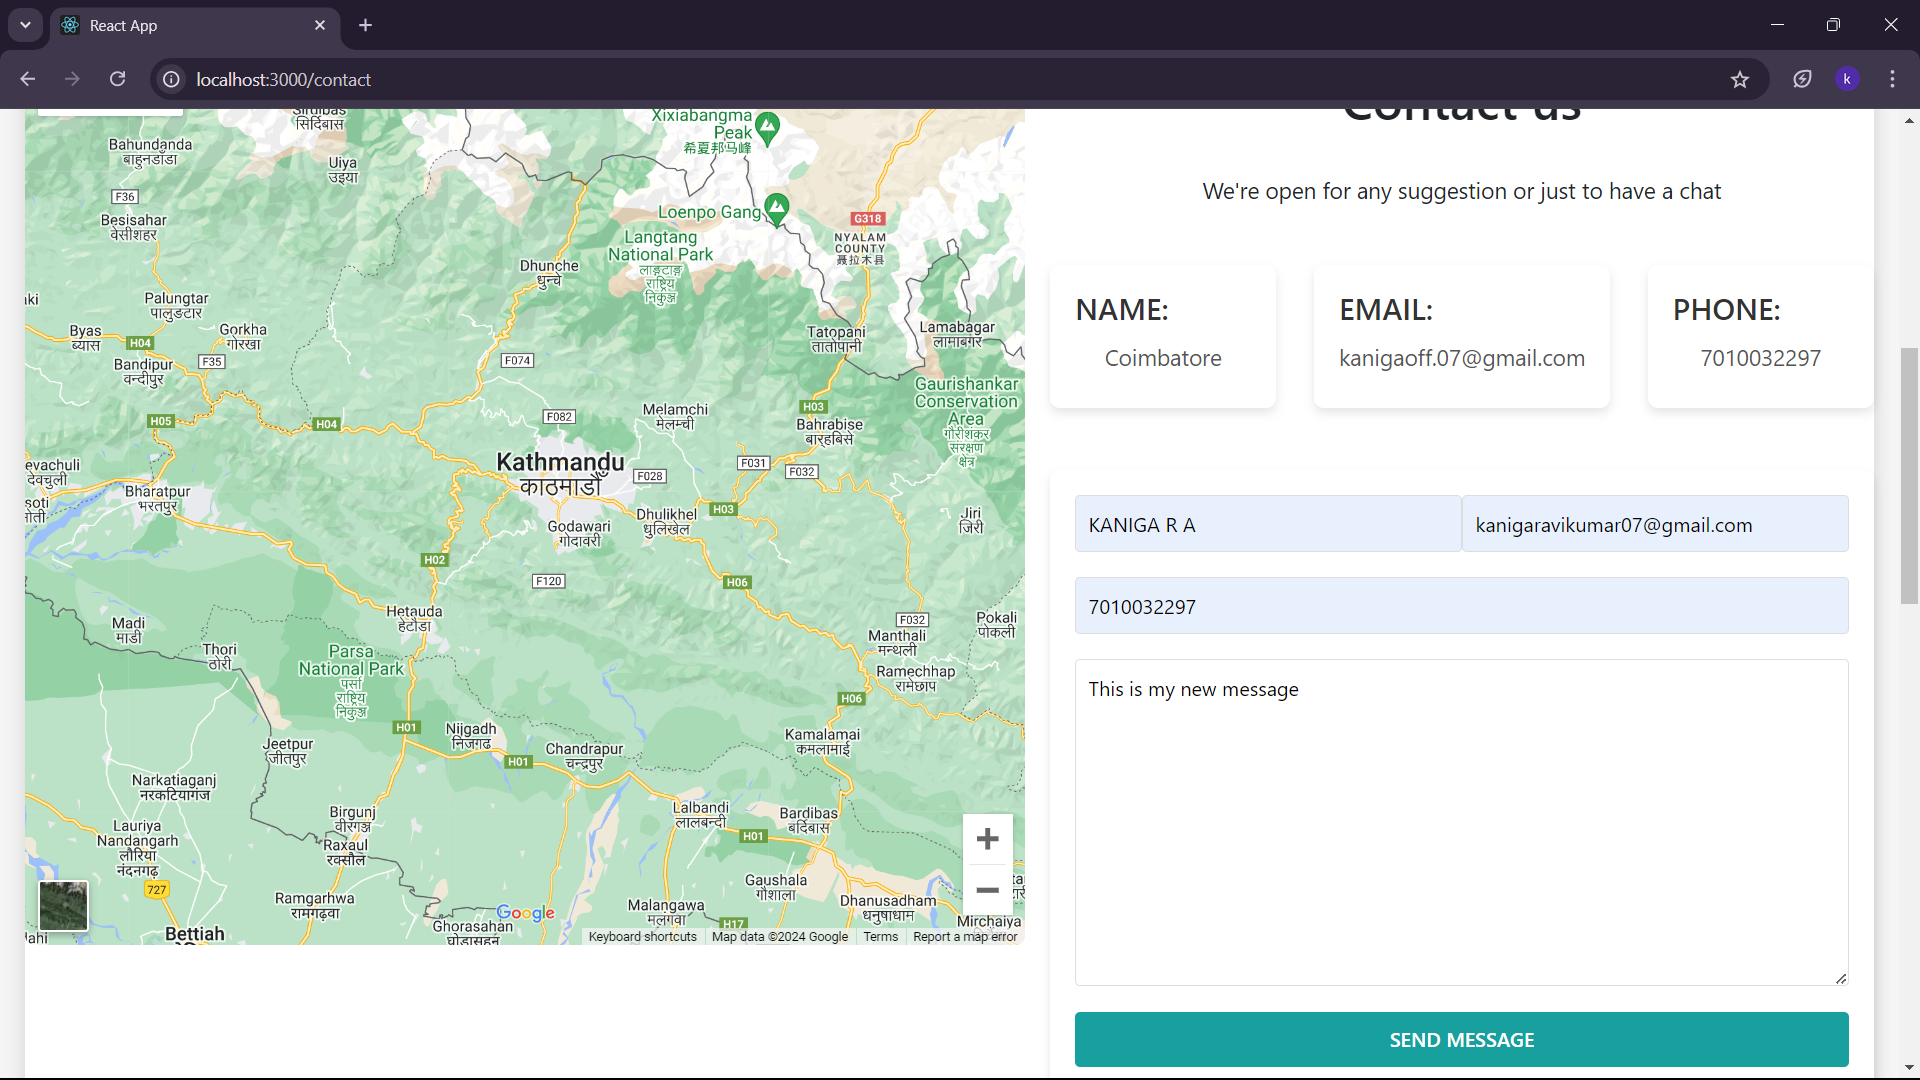 React App
localhost:3000/contact
k
सिर्दिबास
Bahundanda
बाहुनडाँडा
Uiya
उइया
F36
Besisahar
वेसीशहर
Xixiabangma
Peak
希夏邦马峰
Loenpo Gang
G318
Langtang
National Park
लाङटाङ
राष्ट्रिय
निकुञ्ज
NYALAM
COUNTY
聂拉木县
Dhunche
धुन्चे
Palungtar
पालुङटार
Byas
ब्यास
H04
Gorkha
गोरखा
F35
Bandipur
वन्दीपुर
Tatopani
तातोपानी
Lamabagar
लामाबगर
F074
Gaurishankar
Conservation
Area
गौरीशंकर
संरक्षण
क्षेत्र
H05
H04
F082
Melamchi
मेलम्ची
H03
Bahrabise
बारहबिसे
Kathmandu
काठमाडौँ
F028
F031
F032
evachuli
देवचुली
Bharatpur
भरतपुर
H03
Dhulikhel
धुलिखेल
Godawari
गोदावरी
Jiri
जिरी
H02
F120
H06
Hetauda
हेटौडा
Madi
माडी
Thori
ठोरी
Parsa
National Park
पर्सा
राष्ट्रिय
निकुञ्ज
F032
Manthali
मन्थली
Pokali
पोकली
Ramechhap
रामेछाप
H06
H01
Nijgadh
निजगढ
Jeetpur
जीतपुर
H01
Chandrapur
चन्द्रपुर
Kamalamai
कमलामाई
Narkatiaganj
नरकटियागंज
Birgunj
वीरगञ्ज
Raxaul
रक्सौल
Lauriya
Nandangarh
लौरिया
नंदनगढ़
Lalbandi
लालबन्दी
Bardibas
बर्दिबास
H01
727
Ramgarhwa
रामगढ़वा
Gaushala
गौशाला
Dhanusadham
धनुषाधाम
Malangawa
मलंगवा
H17
Mirchaiya
Bettiah
Ghorasahan
घोड़ासहन
Google
Keyboard shortcuts
Map data ©2024 Google
Terms
Report a map error
Contact us
We're open for any suggestion or just to have a chat
NAME:
Coimbatore
EMAIL:
kanigaoff.07@gmail.com
PHONE:
7010032297
KANIGA R A
kanigaravikumar07@gmail.com
7010032297
This is my new message
SEND MESSAGE